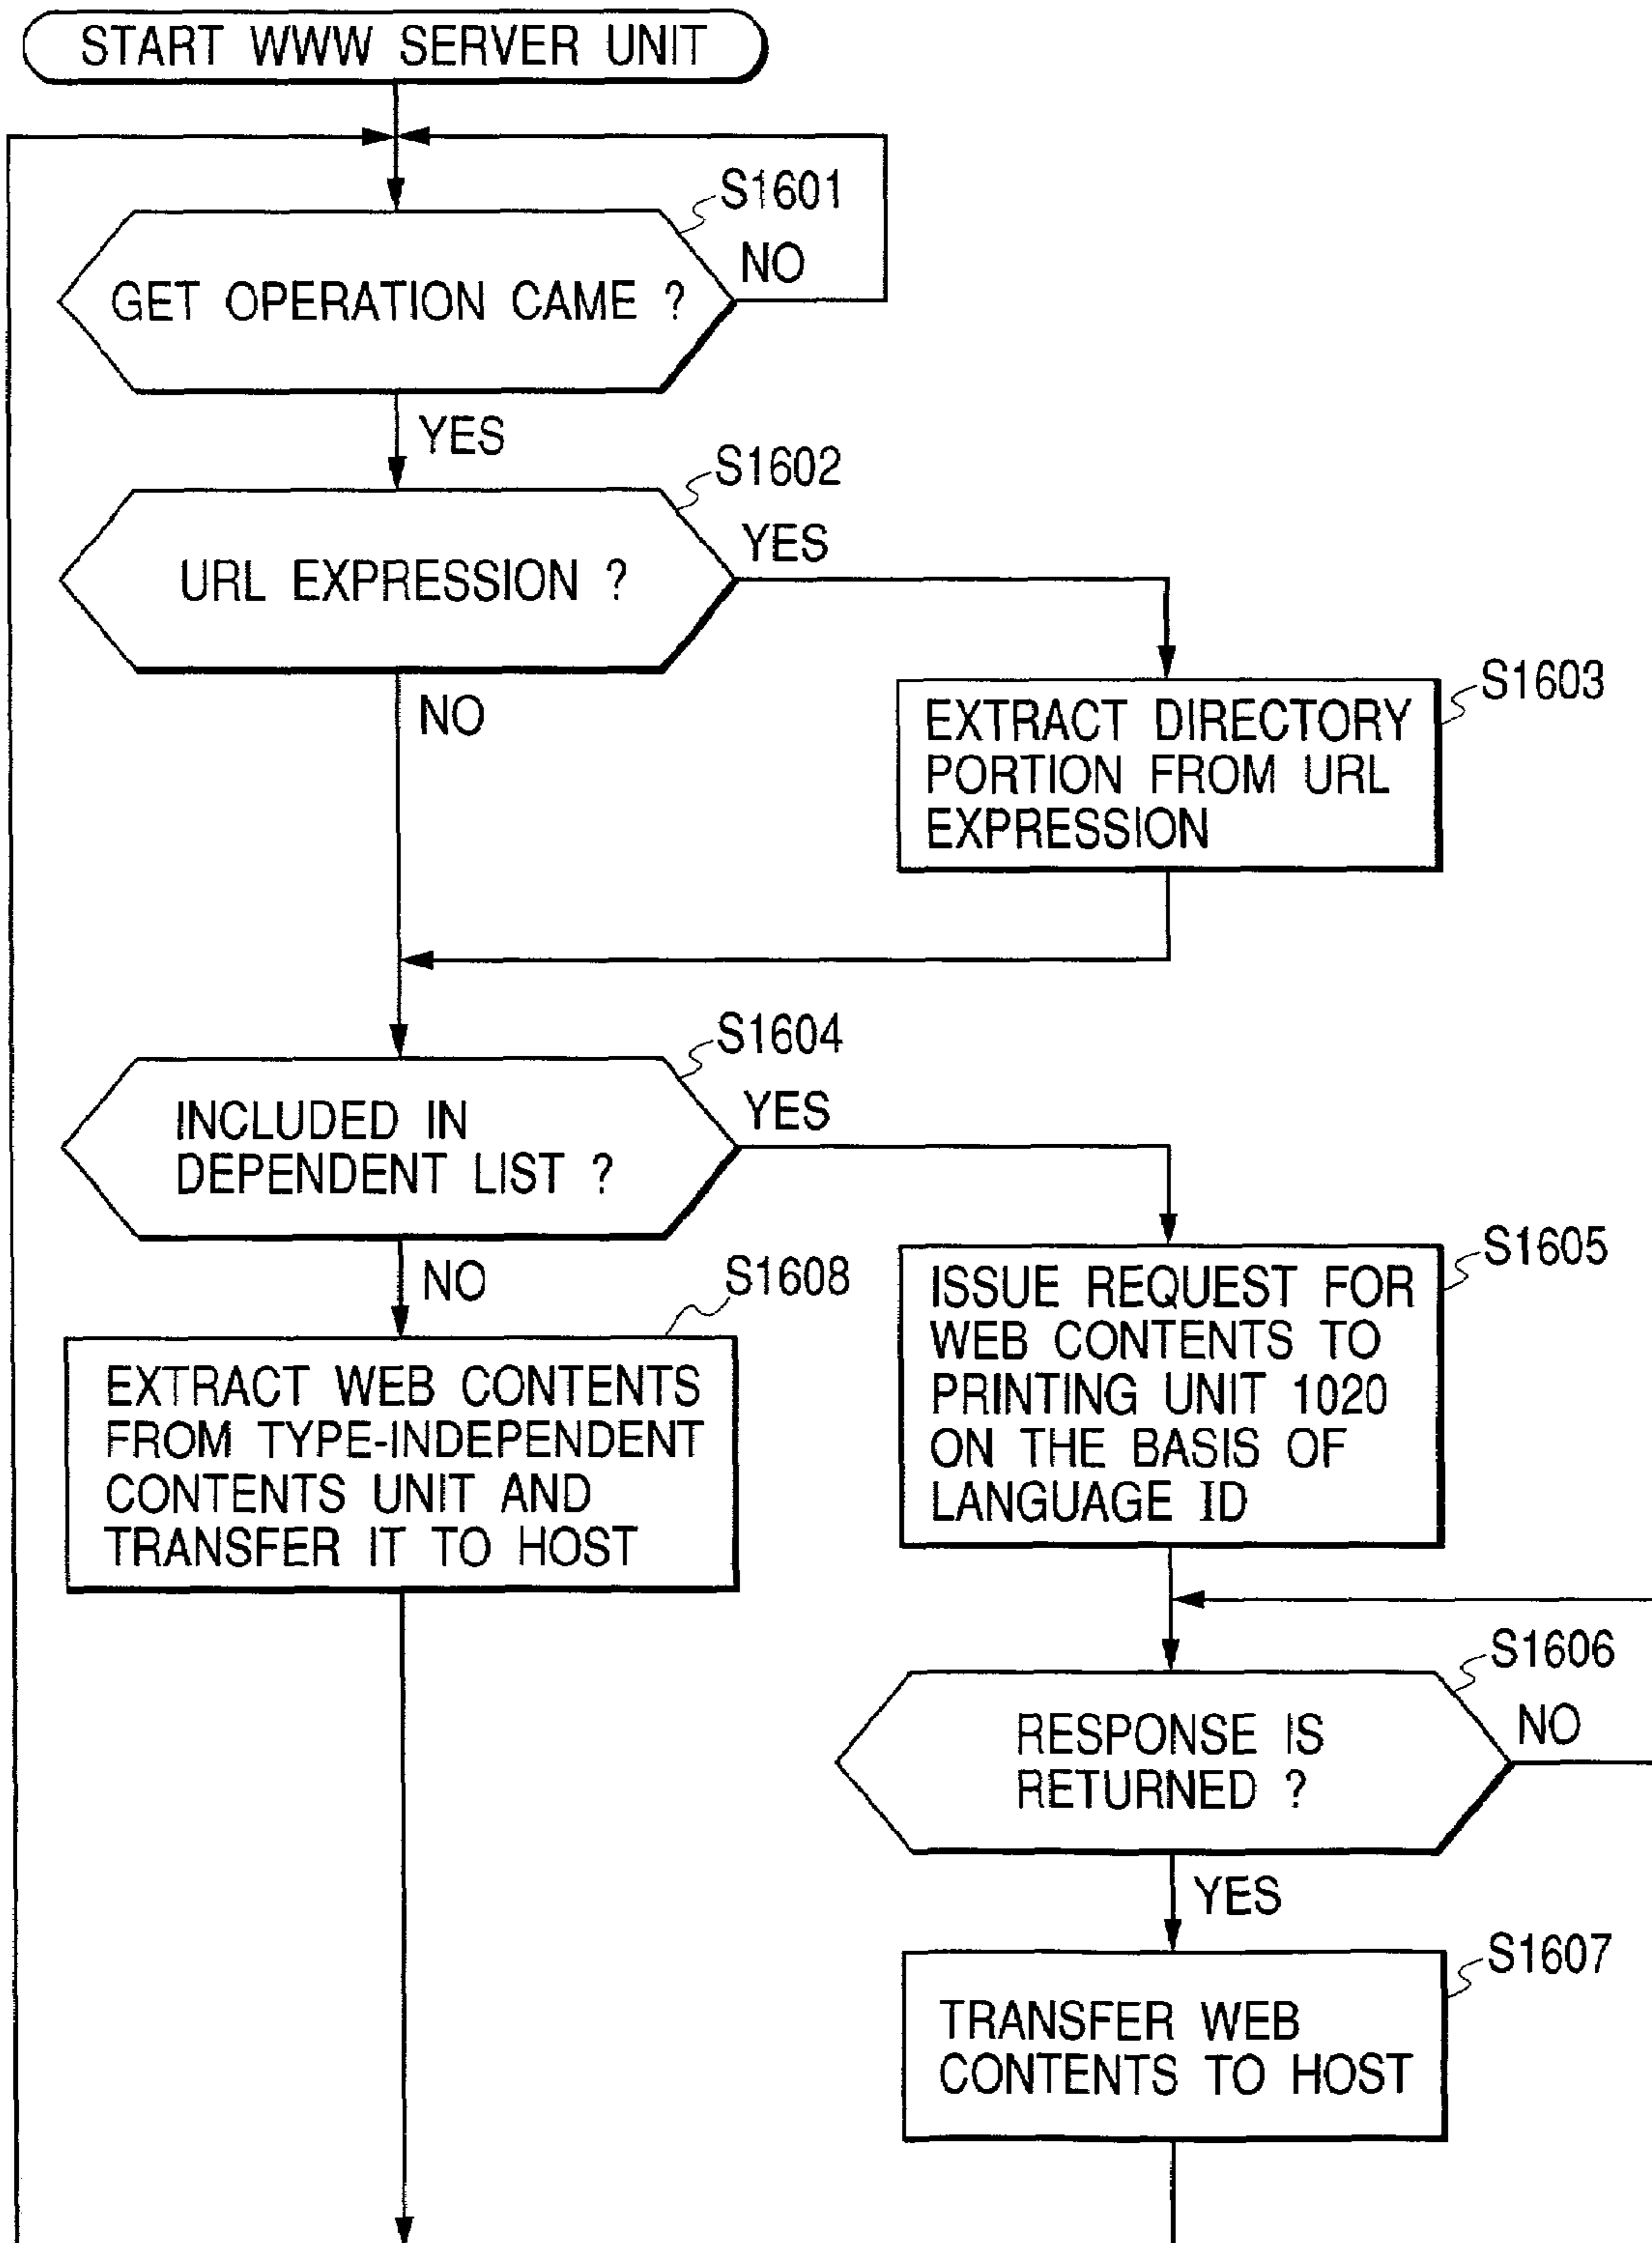 START WWW SERVER UNIT
S1601
NO
GET OPERATION CAME ?
YES
S1602
YES
URL EXPRESSION ?
NO
S1603
EXTRACT DIRECTORY
PORTION FROM URL
EXPRESSION
S1604
YES
INCLUDED IN
DEPENDENT LIST ?
NO
S1608
EXTRACT WEB CONTENTS
FROM TYPE-INDEPENDENT
CONTENTS UNIT AND
TRANSFER IT TO HOST
S1605
ISSUE REQUEST FOR
WEB CONTENTS TO
PRINTING UNIT 1020
ON THE BASIS OF
LANGUAGE ID
S1606
NO
RESPONSE IS
RETURNED ?
YES
S1607
TRANSFER WEB
CONTENTS TO HOST